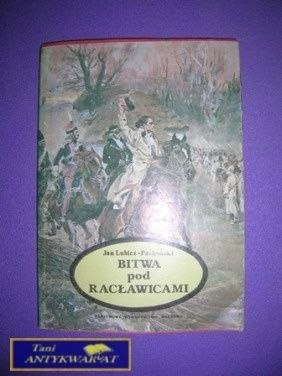 Jan Lubicz-Pachoński
BITWA
pod
RACŁAWICAMI
Tani
ANTYKWARIAT